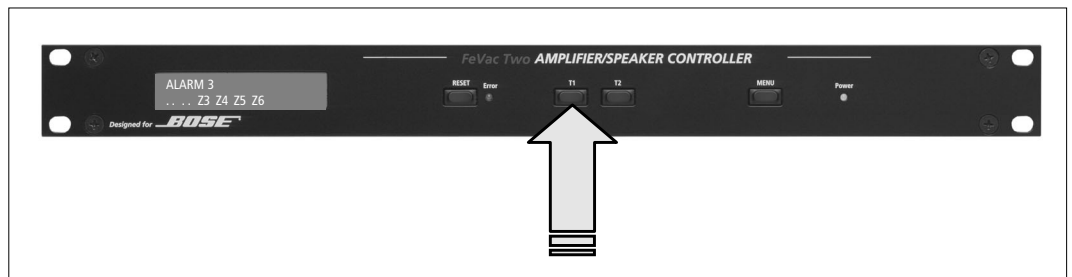 FeVac Two AMPLIFIER/SPEAKER CONTROLLER
ALARM 3
.. .. Z3 Z4 Z5 Z6
RESET Error T1 T2 MENU Power
Designed for BOSE